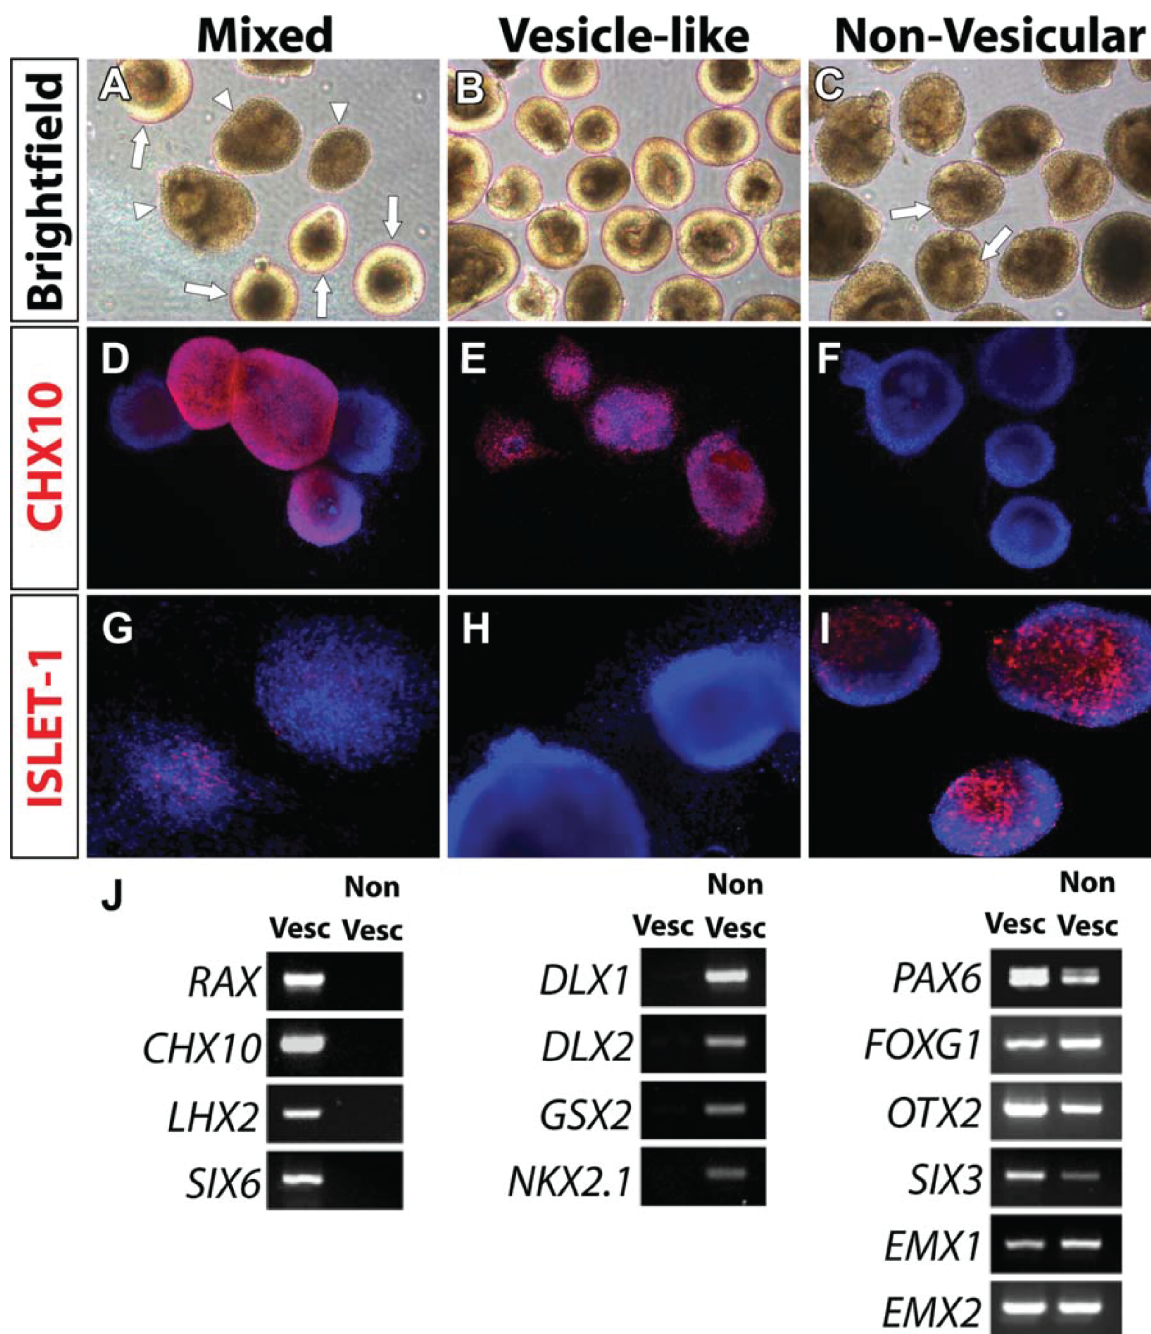 Mixed Vesicle-like Non-Vesicular
Brightfield
A B C
CHX10
D E F
ISLET-1
G H I
J
Vesc Non Vesc
RAX
CHX10
LHX2
SIX6
Vesc Non Vesc
DLX1
DLX2
GSX2
NKX2.1
Vesc Non Vesc
PAX6
FOXG1
OTX2
SIX3
EMX1
EMX2